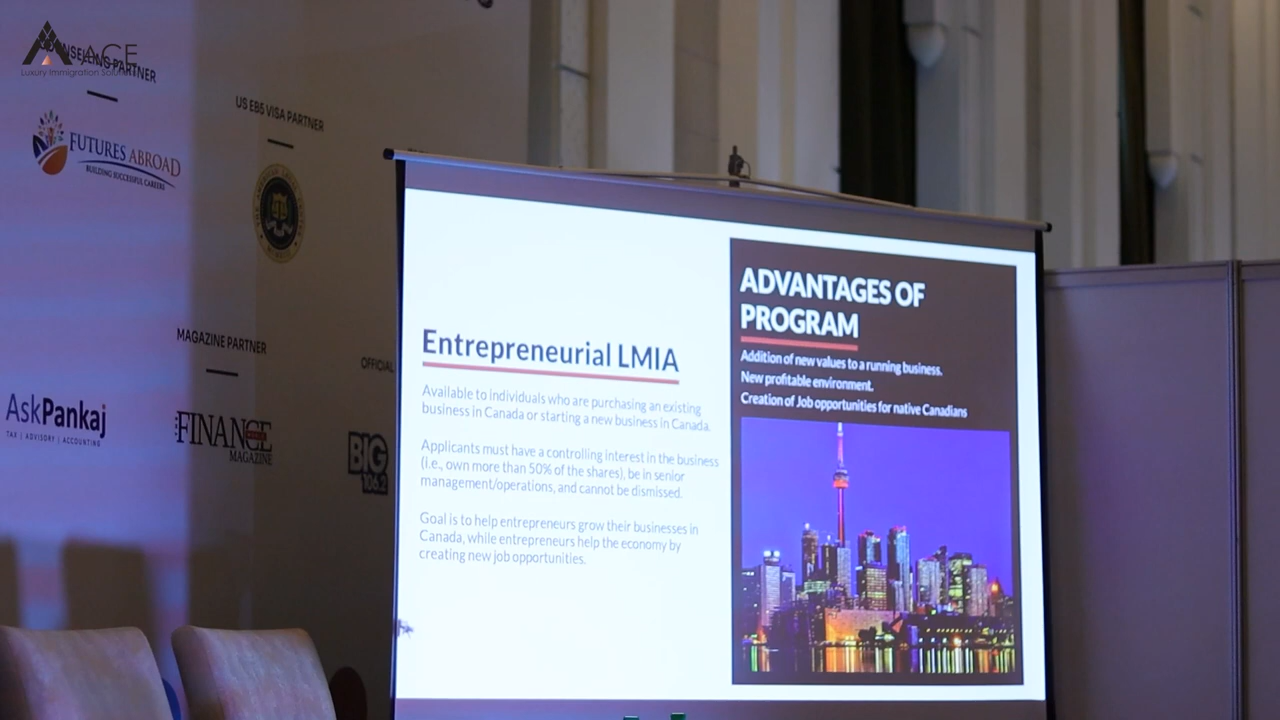 ACE
Luxury Immigration Solutions
PARTNER
FUTURES ABROAD
BUILDING SUCCESSFUL CAREERS
US EB5 VISA PARTNER
MAGAZINE PARTNER
OFFICIAL
AskPankaj
TAX | ADVISORY | ACCOUNTING
FINANCE
MAGAZINE
BIG
106.2
Entrepreneurial LMIA
Available to individuals who are purchasing an existing
business in Canada or starting a new business in Canada.
Applicants must have a controlling interest in the business
(i.e., own more than 50% of the shares), be in senior
management/operations, and cannot be dismissed.
Goal is to help entrepreneurs grow their businesses in
Canada, while entrepreneurs help the economy by
creating new job opportunities.
ADVANTAGES OF
PROGRAM
Addition of new values to a running business.
New profitable environment.
Creation of Job opportunities for native Canadians